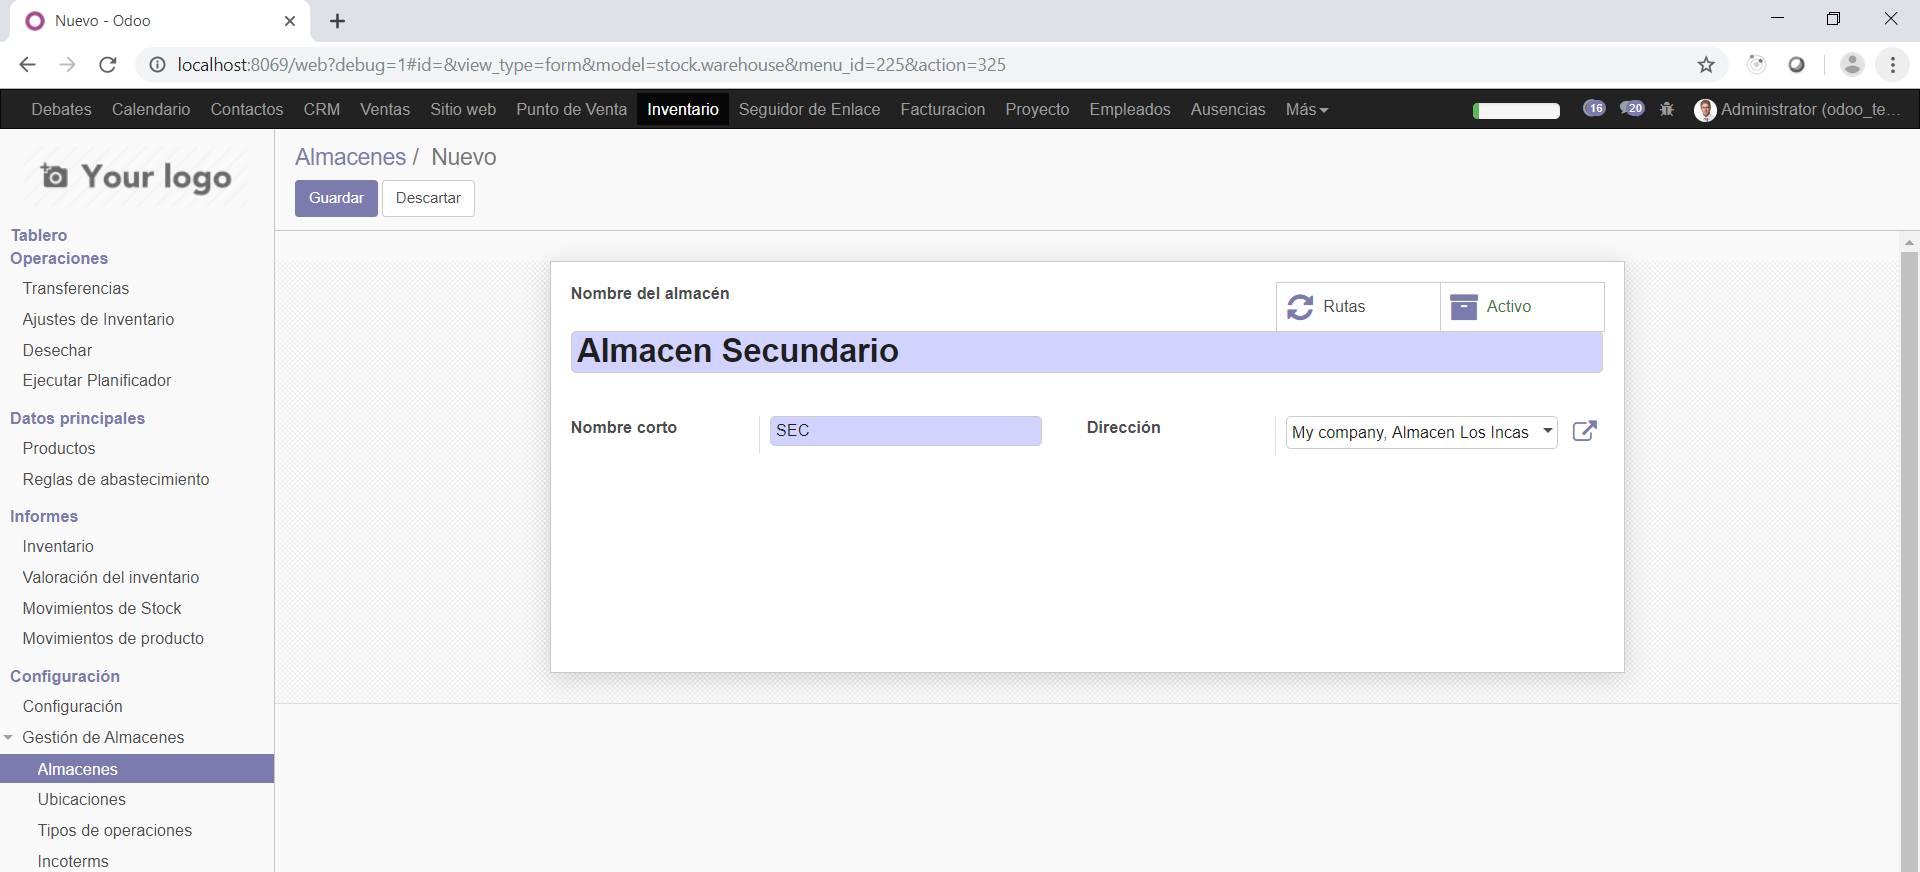 Nuevo - Odoo
localhost:8069/web?debug=1#id=&view_type=form&model=stock.warehouse&menu_id=225&action=325
Debates Calendario Contactos CRM Ventas Sitio web Punto de Venta Inventario Seguidor de Enlace Facturacion Proyecto Empleados Ausencias Más 16 20 Administrator (odoo_te...
Your logo
Almacenes / Nuevo
Guardar Descartar
Tablero
Operaciones
Transferencias
Ajustes de Inventario
Desechar
Ejecutar Planificador
Datos principales
Productos
Reglas de abastecimiento
Informes
Inventario
Valoración del inventario
Movimientos de Stock
Movimientos de producto
Configuración
Configuración
Gestión de Almacenes
Almacenes
Ubicaciones
Tipos de operaciones
Incoterms
Nombre del almacén
Rutas Activo
Almacen Secundario
Nombre corto SEC Dirección My company, Almacen Los Incas